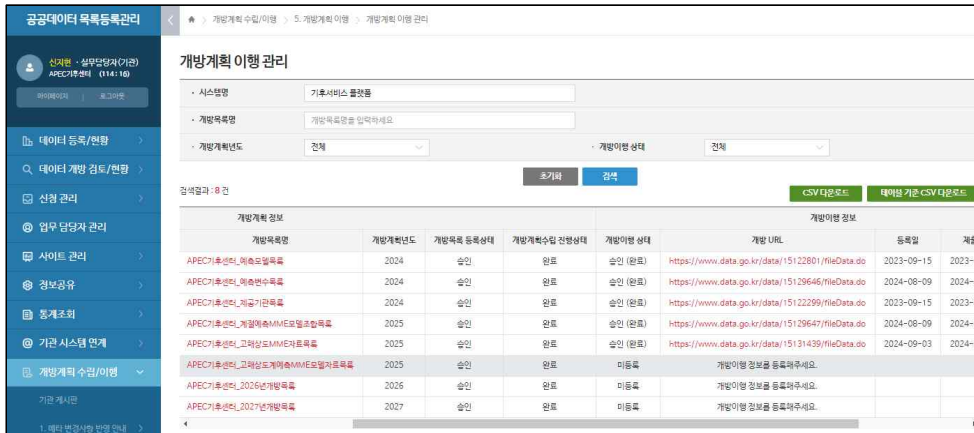 공공데이터 목록등록관리
개방계획 수립/이행 > 5. 개방계획 이행 > 개방계획 이행 관리
신지현 · 실무담당자(기관)
APEC기후센터 (114:16)
마이페이지 | 로그아웃
데이터 등록/현황
데이터 개방 검토/현황
신청 관리
업무 담당자 관리
사이트 관리
정보공유
통계조회
기관 시스템 연계
개방계획 수립/이행
기관 게시판
1. 메타 변경사항 반영 안내
개방계획 이행 관리
· 시스템명 기후서비스 플랫폼
· 개방목록명 개방목록명을 입력하세요
· 개방계획년도 전체 · 개방이행 상태 전체
초기화 검색
검색결과 : 8 건 CSV 다운로드 테이블 기준 CSV 다운로드
개방계획 정보 개방이행 정보
개방목록명 개방계획년도 개방목록 등록상태 개방계획수립 진행상태 개방이행 상태 개방 URL 등록일
APEC기후센터_예측모델목록 2024 승인 완료 승인 (완료) https://www.data.go.kr/data/15122801/fileData.do 2023-09-15 2023-
APEC기후센터_예측변수목록 2024 승인 완료 승인 (완료) https://www.data.go.kr/data/15129646/fileData.do 2024-08-09 2024-
APEC기후센터_제공기관목록 2024 승인 완료 승인 (완료) https://www.data.go.kr/data/15122299/fileData.do 2023-09-15 2023-
APEC기후센터_계절예측MME모델조합목록 2025 승인 완료 승인 (완료) https://www.data.go.kr/data/15129647/fileData.do 2024-08-09 2024-
APEC기후센터_고해상도MME자료목록 2025 승인 완료 승인 (완료) https://www.data.go.kr/data/15131439/fileData.do 2024-09-03 2024-
APEC기후센터_고해상도계예측MME모델자료목록 2025 승인 완료 미등록 개방이행 정보를 등록해주세요.
APEC기후센터_2026년개방목록 2026 승인 완료 미등록 개방이행 정보를 등록해주세요.
APEC기후센터_2027년개방목록 2027 승인 완료 미등록 개방이행 정보를 등록해주세요.